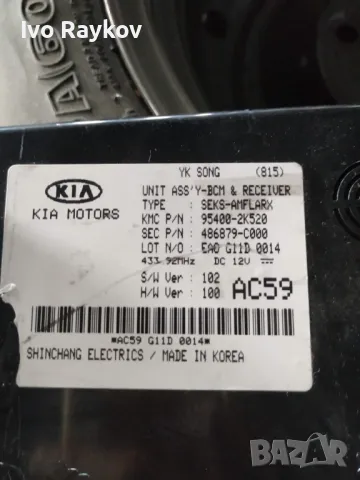 Ivo Raykov
YK SONG (815)
KIA
KIA MOTORS
UNIT ASS'Y-BCM & RECEIVER
TYPE : SEKS-AMFLARX
KMC P/N : 95400-2K520
SEC P/N : 486879-C000
LOT N/O : EAO G11D 0014
433.92MHz DC 12V
S/W Ver : 102
H/W Ver : 100
AC59
*AC59 G11D 0014*
SHINCHANG ELECTRICS / MADE IN KOREA
bazar